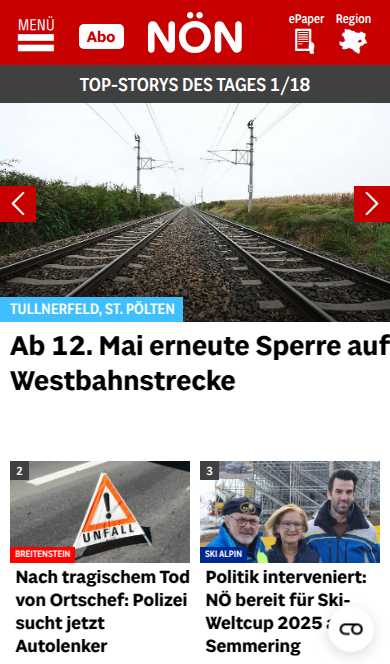 MENÜ
Abo
NÖN
ePaper
Region
TOP-STORYS DES TAGES 1/18
TULLNERFELD, ST. PÖLTEN
Ab 12. Mai erneute Sperre auf
Westbahnstrecke
2
UNFALL
BREITENSTEIN
Nach tragischem Tod
von Ortschef: Polizei
sucht jetzt
Autolenker
3
SKI ALPIN
Politik interveniert:
NÖ bereit für Ski-
Weltcup 2025
Semmering